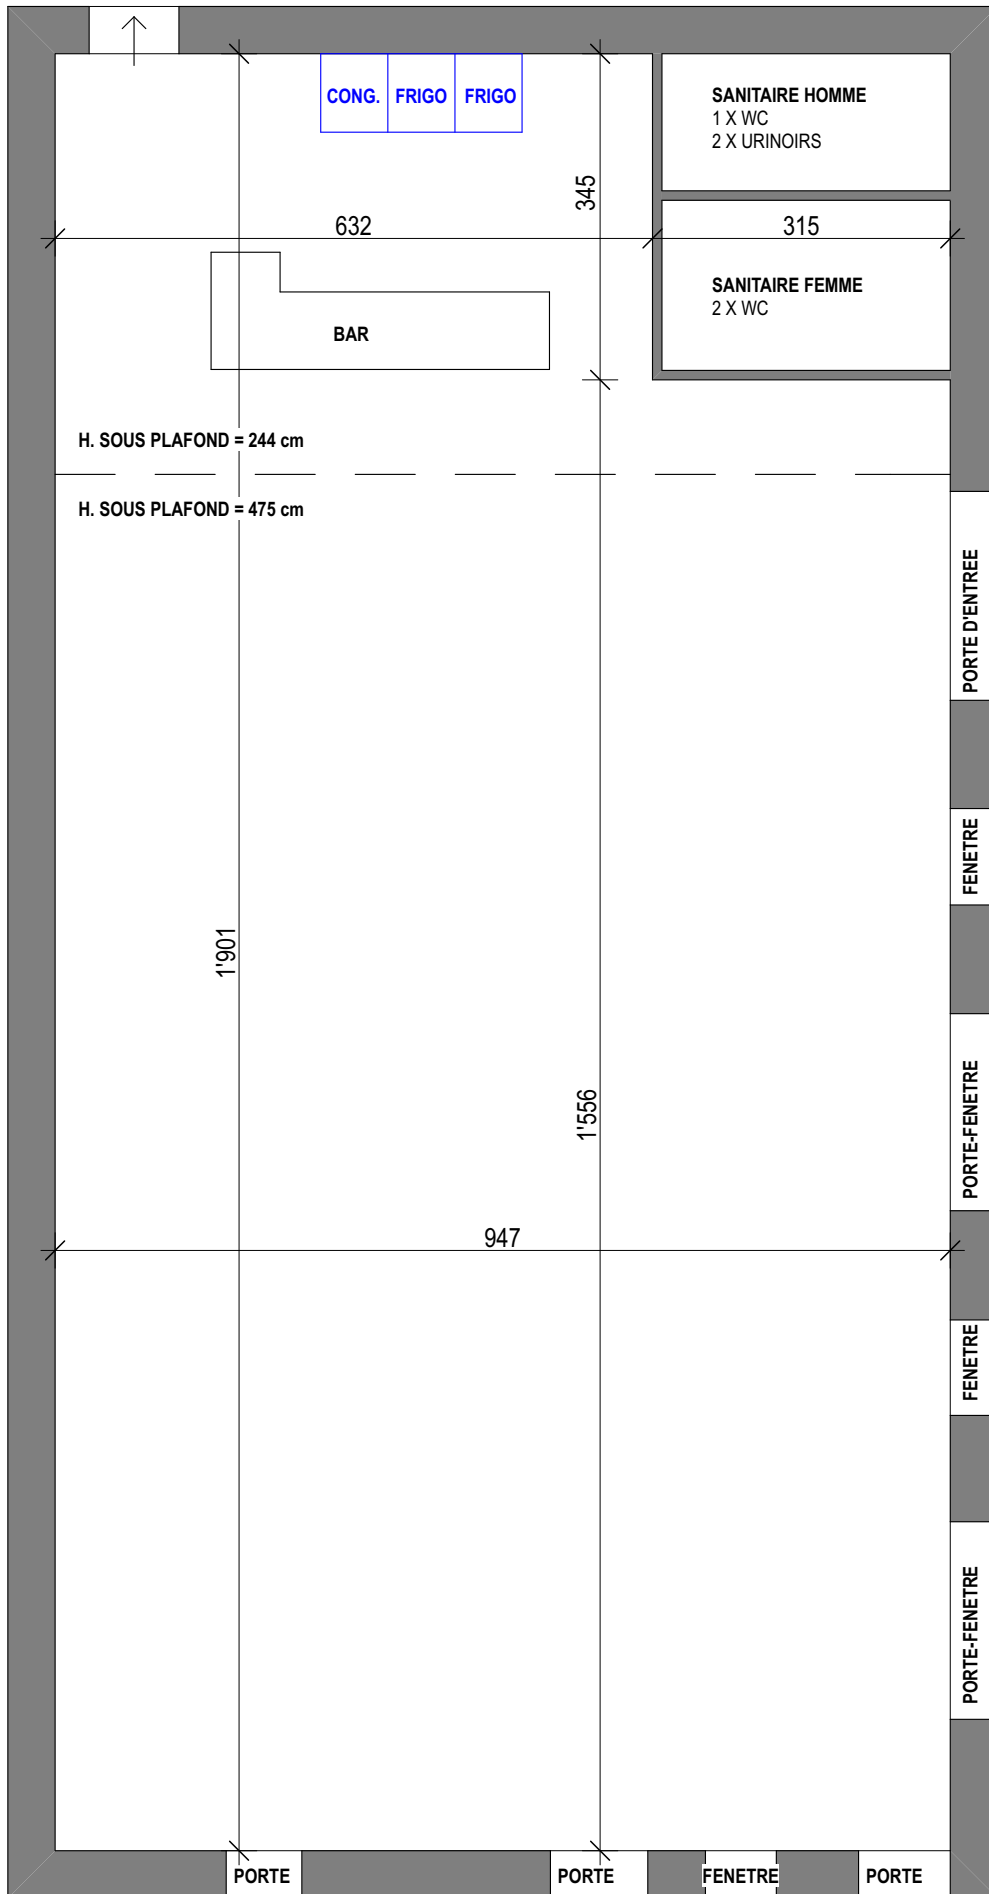 CONG. FRIGO FRIGO
SANITAIRE HOMME
1 X WC
2 X URINOIRS
345
632
315
SANITAIRE FEMME
2 X WC
BAR
H. SOUS PLAFOND = 244 cm
H. SOUS PLAFOND = 475 cm
PORTE D'ENTREE
FENETRE
1'901
1'556
PORTE-FENETRE
947
FENETRE
PORTE-FENETRE
PORTE PORTE FENETRE PORTE